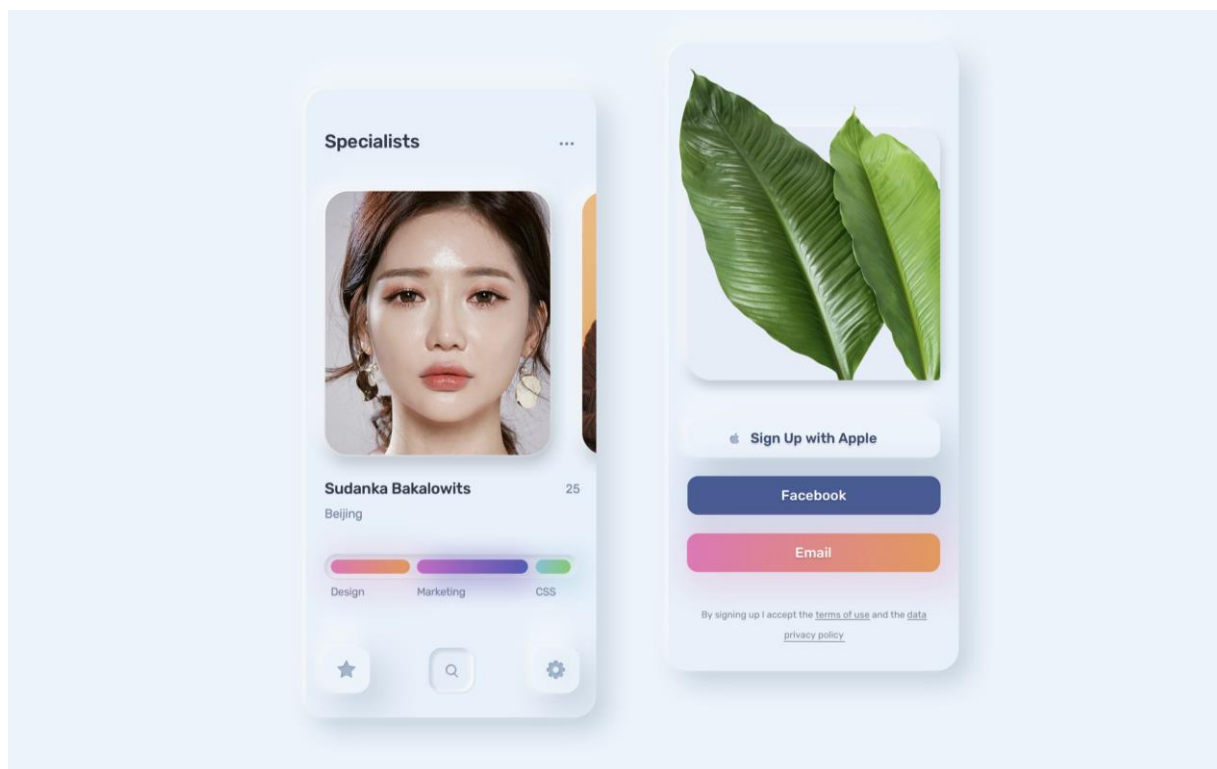 Specialists
Sudanka Bakalowits
25
Beijing
Design
Marketing
CSS
Sign Up with Apple
Facebook
Email
By signing up I accept the terms of use and the data
privacy policy